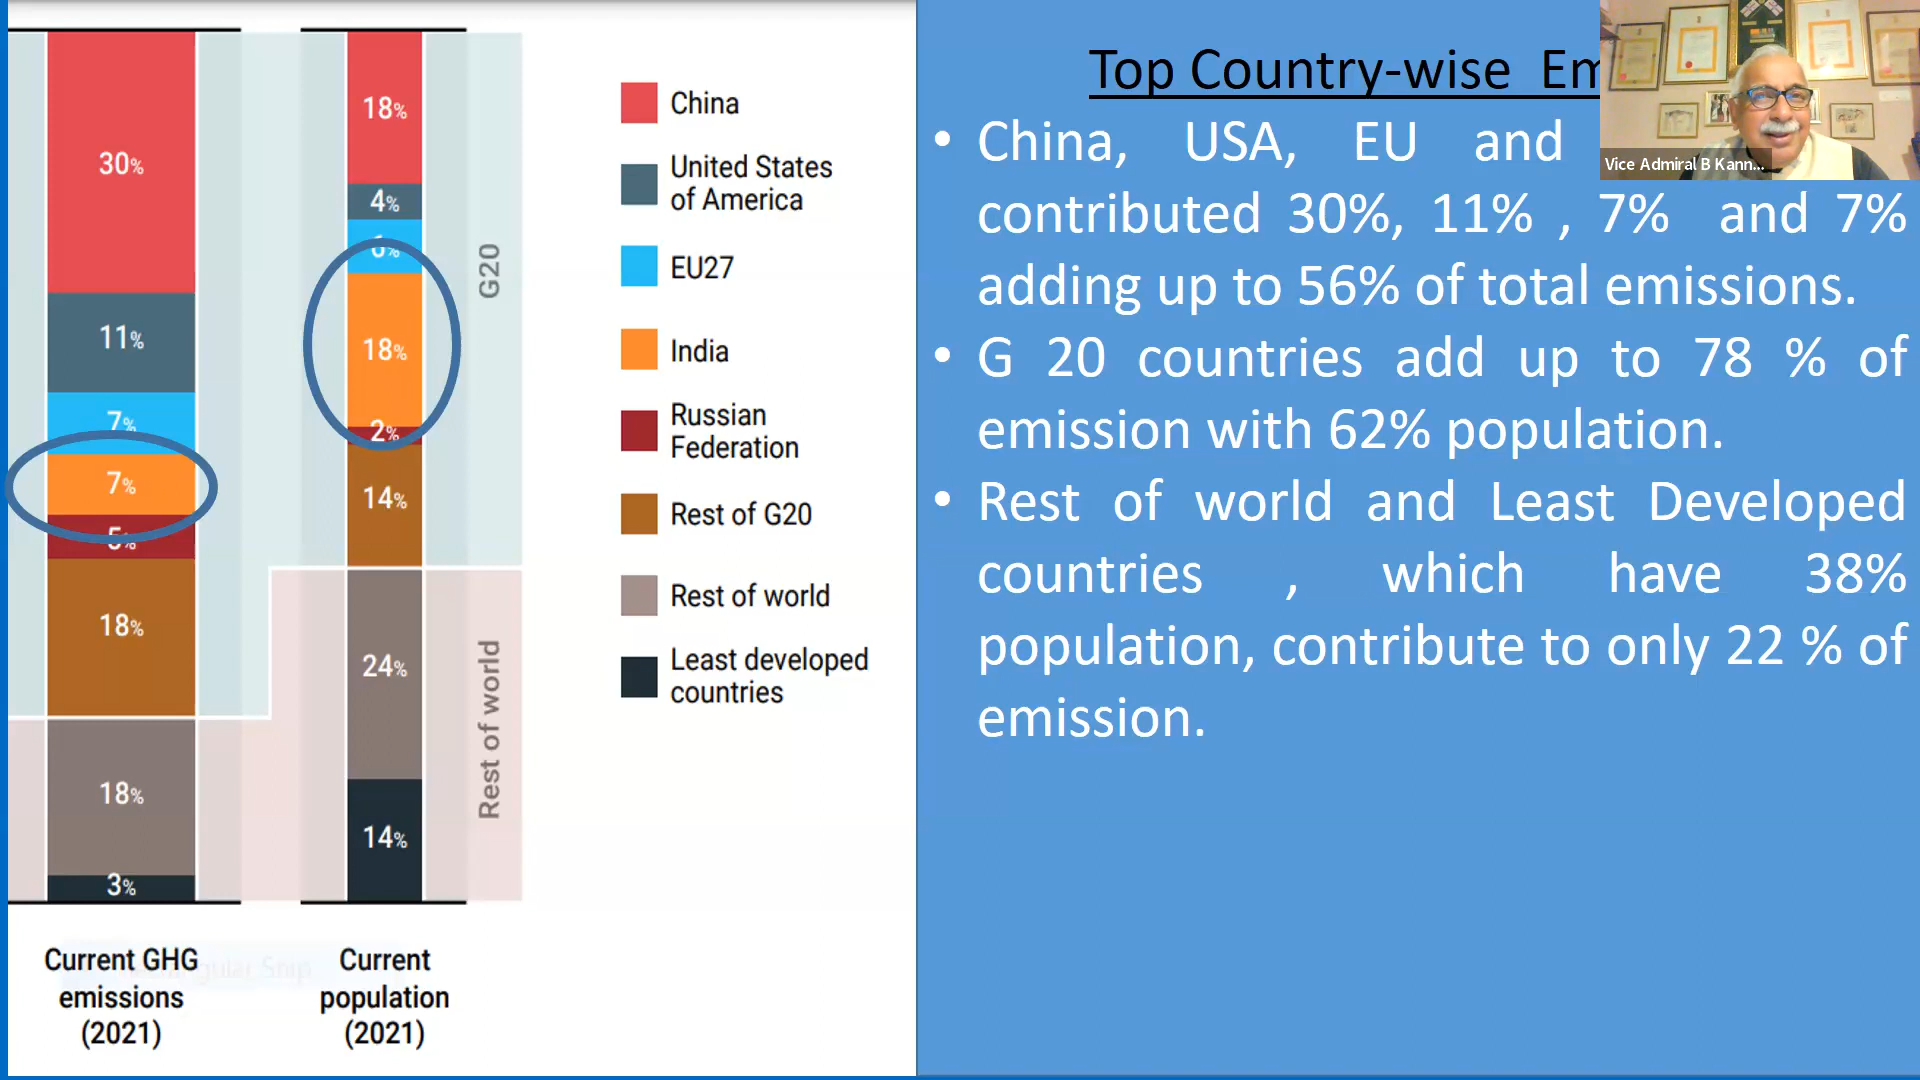 30%
11%
7%
7%
5%
18%
18%
3%
Current GHG
emissions
(2021)
18%
4%
6%
18%
2%
14%
24%
14%
Current
population
(2021)
G20
Rest of world
China
United States
of America
EU27
India
Russian
Federation
Rest of G20
Rest of world
Least developed
countries
Top Country-wise Em
• China, USA, EU and
contributed 30%, 11% , 7% and 7%
adding up to 56% of total emissions.
• G 20 countries add up to 78 % of
emission with 62% population.
• Rest of world and Least Developed
countries , which have 38%
population, contribute to only 22 % of
emission.
Vice Admiral B Kann...